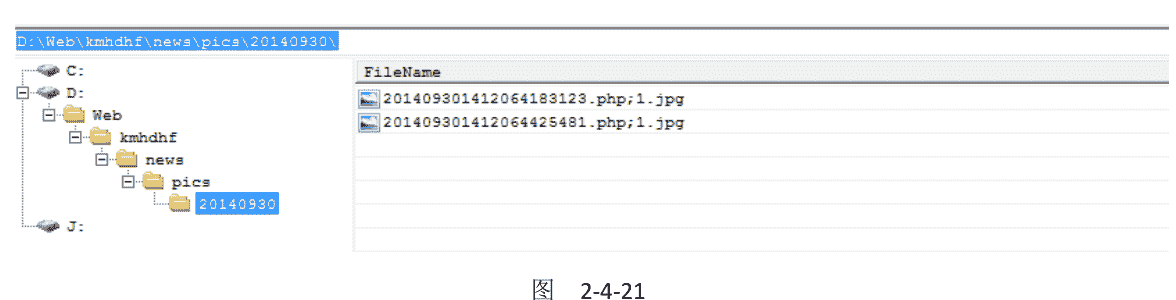 D:\Web\kmhdhf\news\pics\20140930\
C:
D:
Web
kmhdhf
news
pics
20140930
J:
FileName
201409301412064183123.php;1.jpg
201409301412064425481.php;1.jpg
图 2-4-21